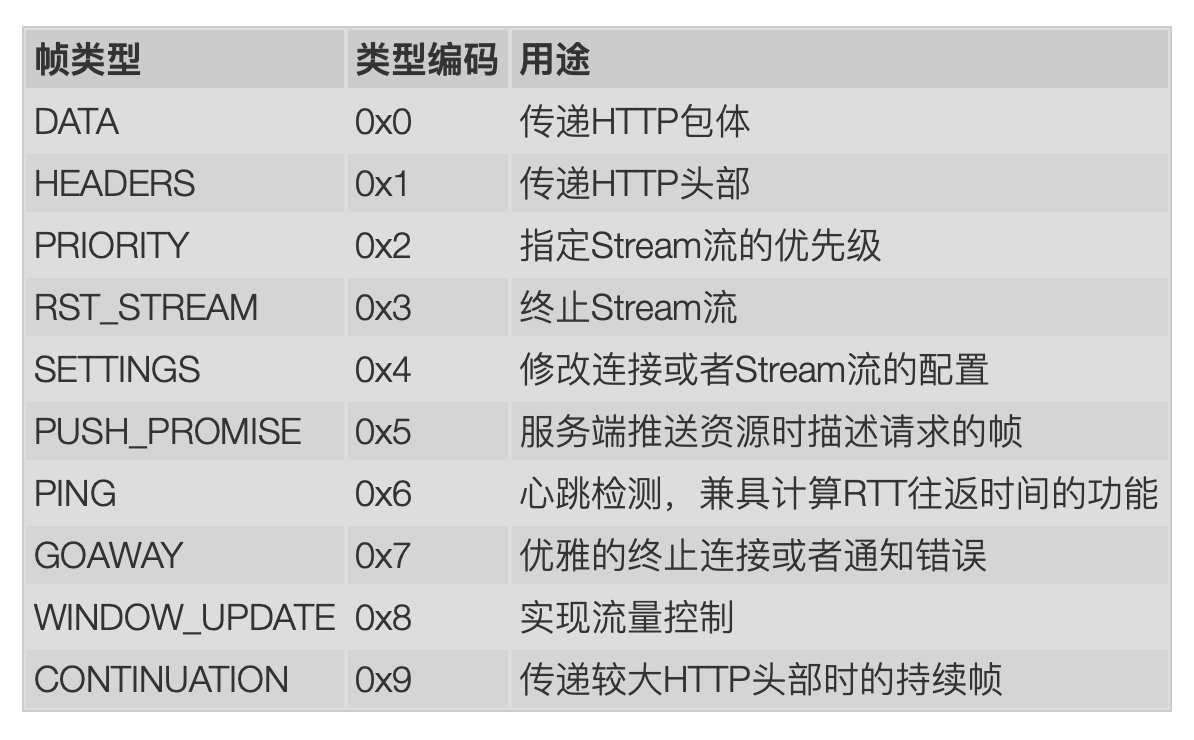 帧类型 类型编码 用途
DATA 0x0 传递HTTP包体
HEADERS 0x1 传递HTTP头部
PRIORITY 0x2 指定Stream流的优先级
RST_STREAM 0x3 终止Stream流
SETTINGS 0x4 修改连接或者Stream流的配置
PUSH_PROMISE 0x5 服务端推送资源时描述请求的帧
PING 0x6 心跳检测，兼具计算RTT往返时间的功能
GOAWAY 0x7 优雅的终止连接或者通知错误
WINDOW_UPDATE 0x8 实现流量控制
CONTINUATION 0x9 传递较大HTTP头部时的持续帧